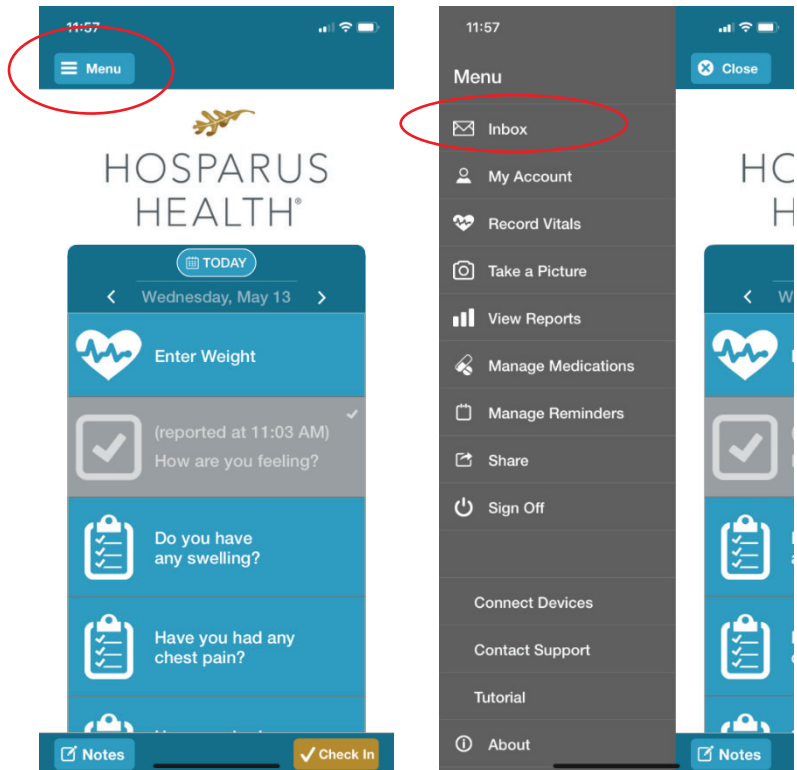 11:57
Menu
HOSPARUS
HEALTH®
TODAY
Wednesday, May 13
Enter Weight
(reported at 11:03 AM)
How are you feeling?
Do you have
any swelling?
Have you had any
chest pain?
Notes
Check In
11:57
Menu
Inbox
My Account
Record Vitals
Take a Picture
View Reports
Manage Medications
Manage Reminders
Share
Sign Off
Connect Devices
Contact Support
Tutorial
About
Close
HO
H
W
Notes